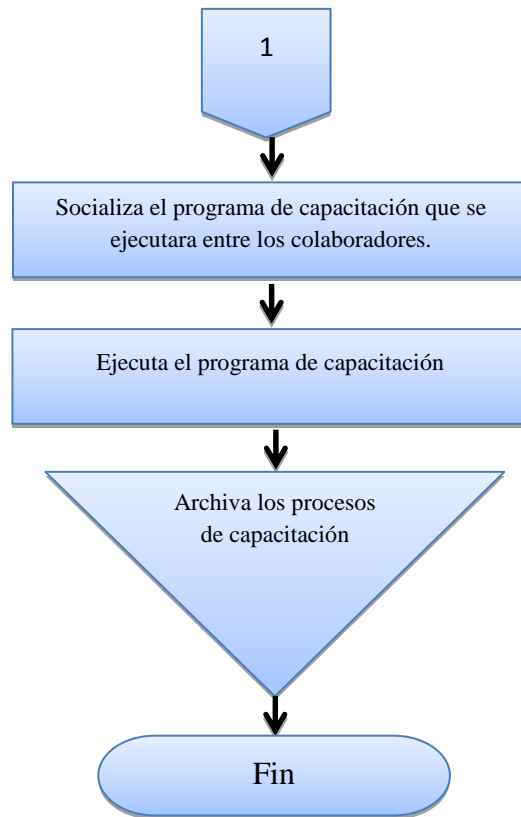 1
Socializa el programa de capacitación que se
ejecutara entre los colaboradores.
Ejecuta el programa de capacitación
Archiva los procesos
de capacitación
Fin